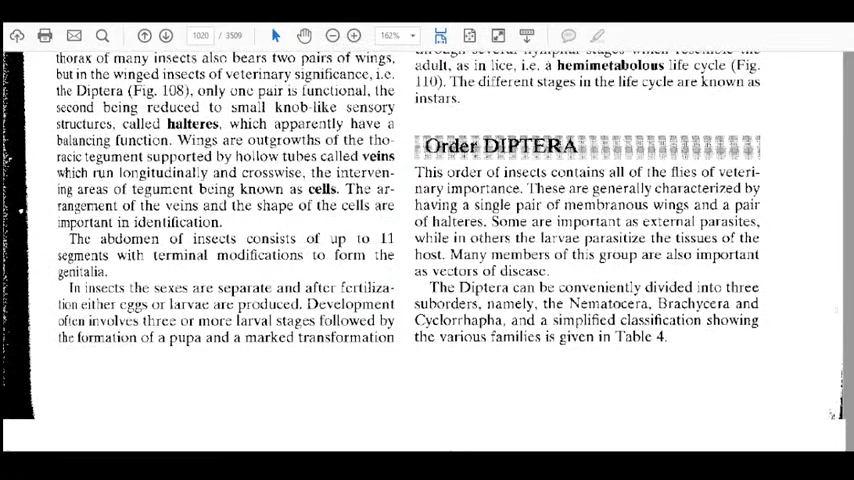 1020 / 3509
162%
thorax of many insects also bears two pairs of wings,
but in the winged insects of veterinary significance, i.e.
the Diptera (Fig. 108), only one pair is functional, the
second being reduced to small knob-like sensory
structures, called halteres, which apparently have a
balancing function. Wings are outgrowths of the tho-
racic tegument supported by hollow tubes called veins
which run longitudinally and crosswise, the interven-
ing areas of tegument being known as cells. The ar-
rangement of the veins and the shape of the cells are
important in identification.
The abdomen of insects consists of up to 11
segments with terminal modifications to form the
genitalia.
In insects the sexes are separate and after fertiliza-
tion either eggs or larvae are produced. Development
often involves three or more larval stages followed by
the formation of a pupa and a marked transformation
through several nymphal stages which resemble the
adult, as in lice, i.e. a hemimetabolous life cycle (Fig.
110). The different stages in the life cycle are known as
instars.
Order DIPTERA
This order of insects contains all of the flies of veteri-
nary importance. These are generally characterized by
having a single pair of membranous wings and a pair
of halteres. Some are important as external parasites,
while in others the larvae parasitize the tissues of the
host. Many members of this group are also important
as vectors of disease.
The Diptera can be conveniently divided into three
suborders, namely, the Nematocera, Brachycera and
Cyclorrhapha, and a simplified classification showing
the various families is given in Table 4.